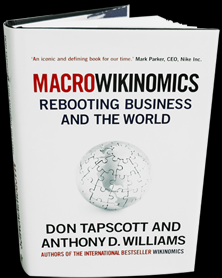 'An iconic and defining book for our time.' Mark Parker, CEO, Nike Inc.
MACROWIKINOMICS
REBOOTING BUSINESS
AND THE WORLD
DON TAPSCOTT AND
ANTHONY D. WILLIAMS
AUTHORS OF THE INTERNATIONAL BESTSELLER WIKINOMICS